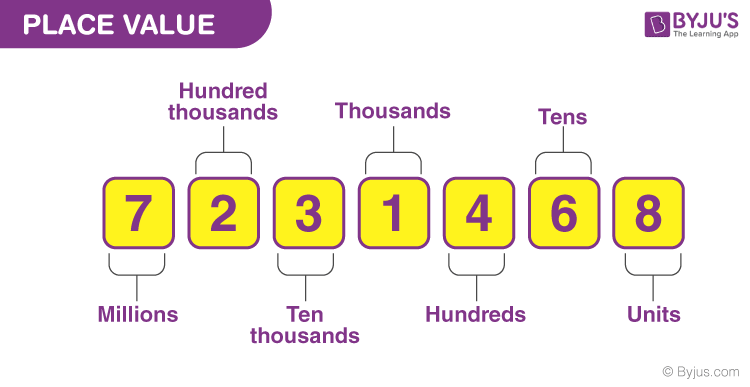 PLACE VALUE
BYJU'S
The Learning App
Hundred
thousands
Thousands
Tens
7 2 3 1 4 6 8
Millions
Ten
thousands
Hundreds
Units
© Byjus.com